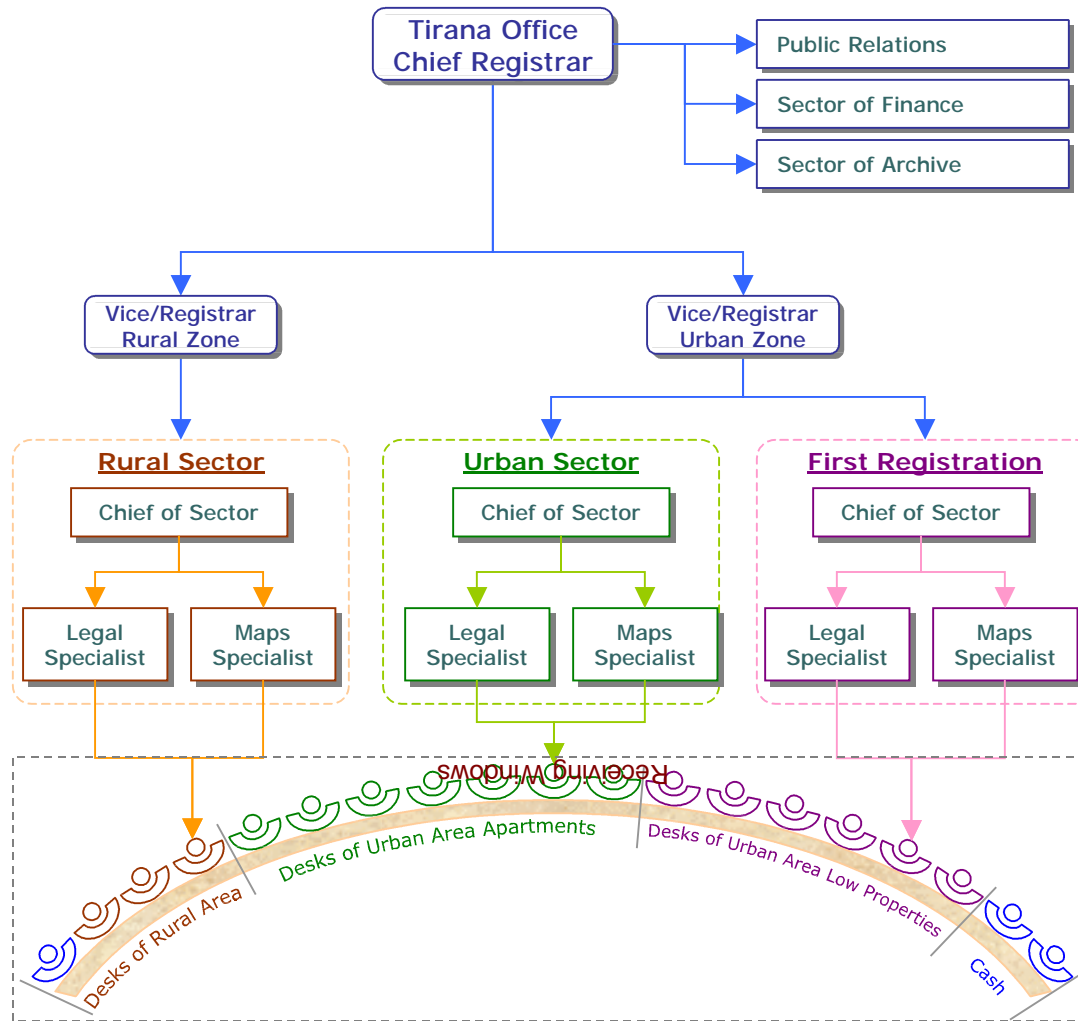 Tirana Office
Chief Registrar
Public Relations
Sector of Finance
Sector of Archive
Vice/Registrar
Rural Zone
Vice/Registrar
Urban Zone
Rural Sector
Chief of Sector
Legal
Specialist
Maps
Specialist
Urban Sector
Chief of Sector
Legal
Specialist
Maps
Specialist
First Registration
Chief of Sector
Legal
Specialist
Maps
Specialist
Receiving Windows
Desks of Rural Area
Desks of Urban Area Apartments
Desks of Urban Area Low Properties
Cash